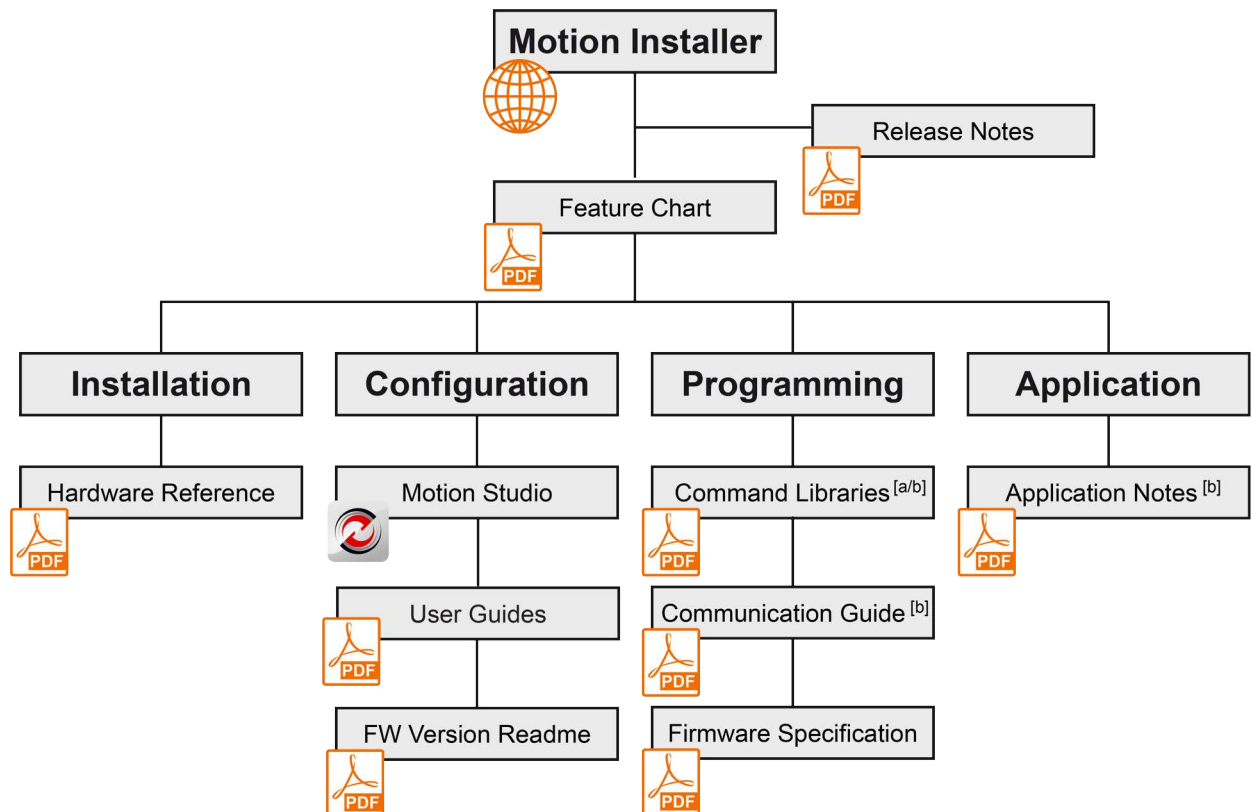 Motion Installer
Release Notes
PDF
Feature Chart
PDF
Installation
Configuration
Programming
Application
Hardware Reference
PDF
Motion Studio
Command Libraries [a/b]
PDF
Application Notes [b]
PDF
User Guides
PDF
Communication Guide [b]
PDF
FW Version Readme
PDF
Firmware Specification
PDF